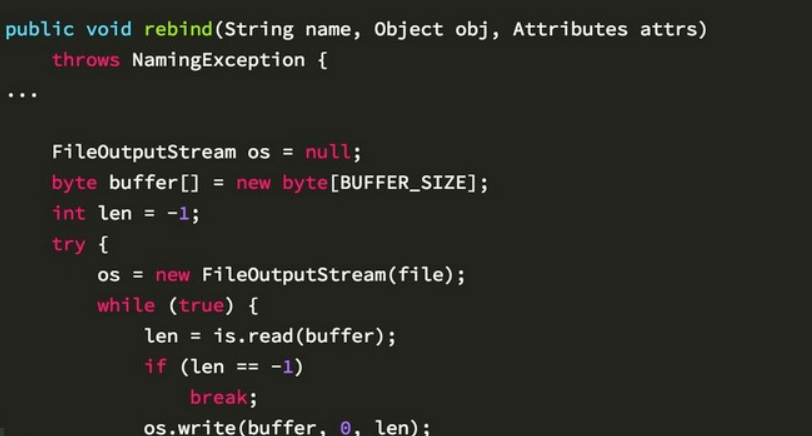 public void rebind(String name, Object obj, Attributes attrs)
    throws NamingException {
...
    FileOutputStream os = null;
    byte buffer[] = new byte[BUFFER_SIZE];
    int len = -1;
    try {
        os = new FileOutputStream(file);
        while (true) {
            len = is.read(buffer);
            if (len == -1)
                break;
            os.write(buffer, 0, len);